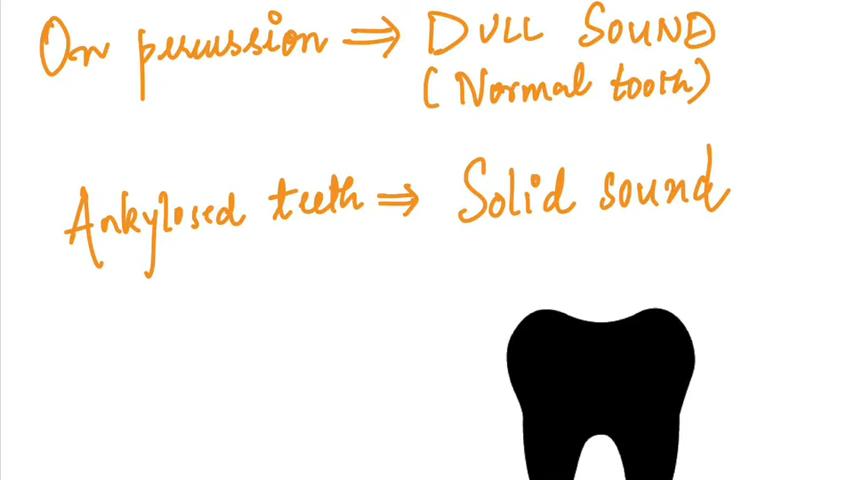 On percussion ⇒ DULL SOUND
(Normal tooth)
Ankylosed teeth ⇒ Solid sound